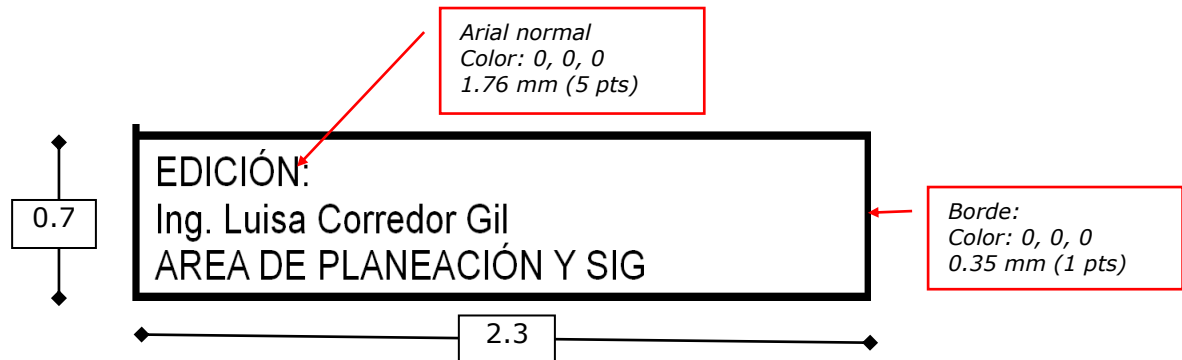 Arial normal
Color: 0, 0, 0
1.76 mm (5 pts)
EDICIÓN:
Ing. Luisa Corredor Gil
AREA DE PLANEACIÓN Y SIG
0.7
Borde:
Color: 0, 0, 0
0.35 mm (1 pts)
2.3